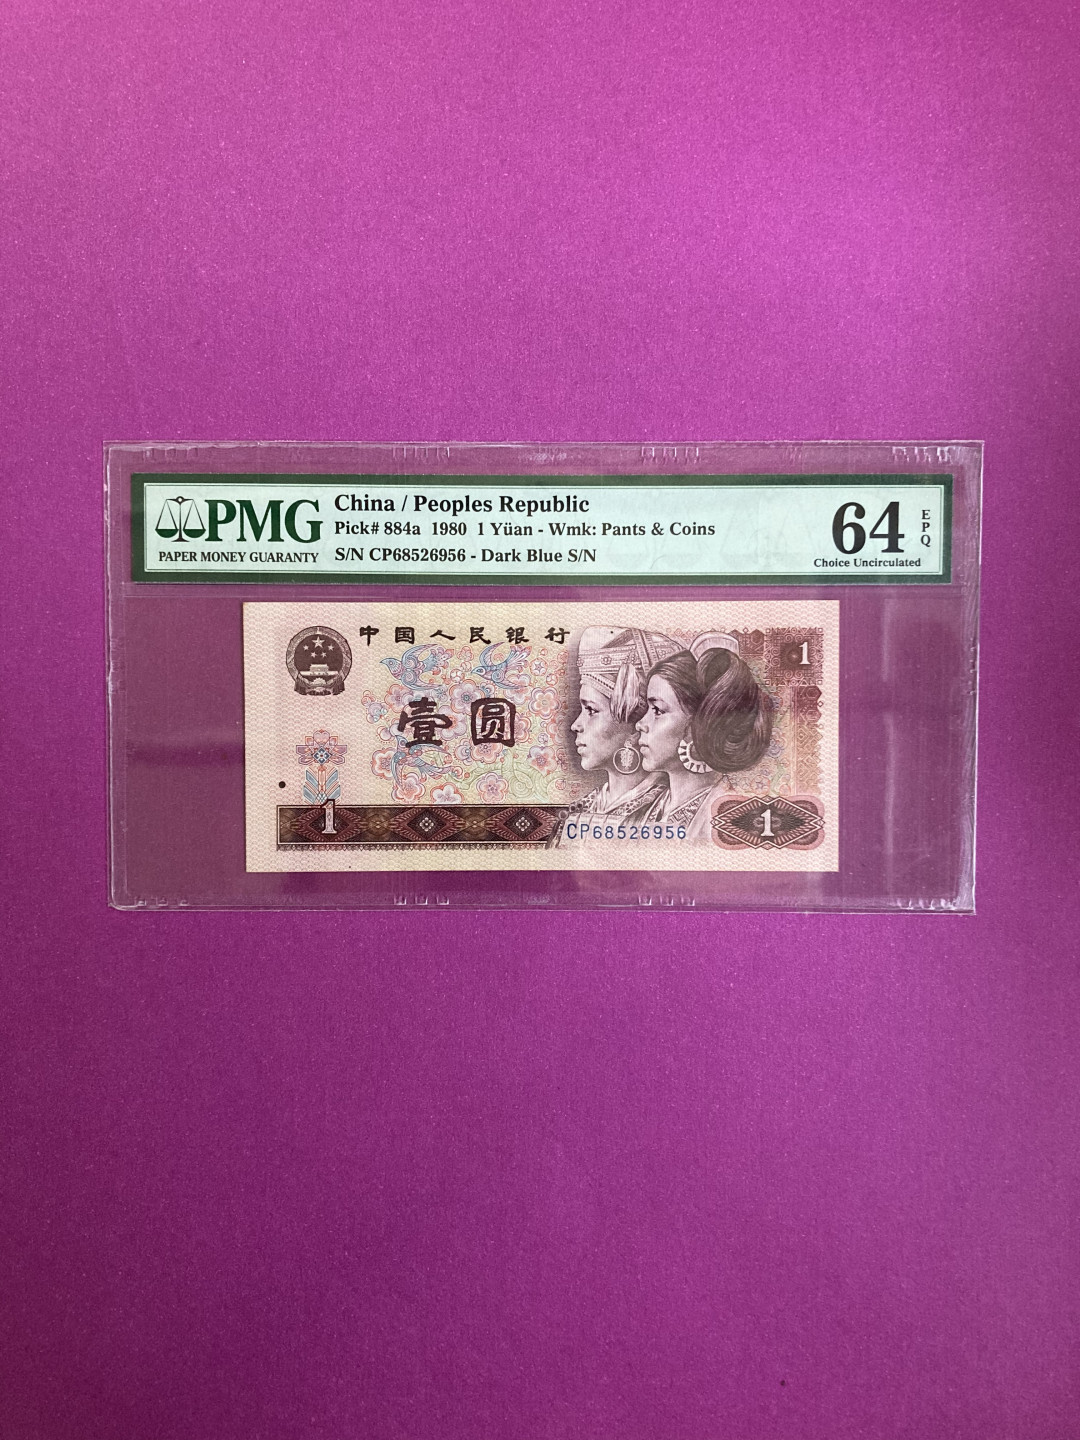 PMG
PAPER MONEY GUARANTY
China / Peoples Republic
Pick# 884a 1980 1 Yüan - Wmk: Pants & Coins
S/N CP68526956 - Dark Blue S/N
64
EPQ
Choice Uncirculated
中国人民银行
1
壹圆
1
CP68526956
1